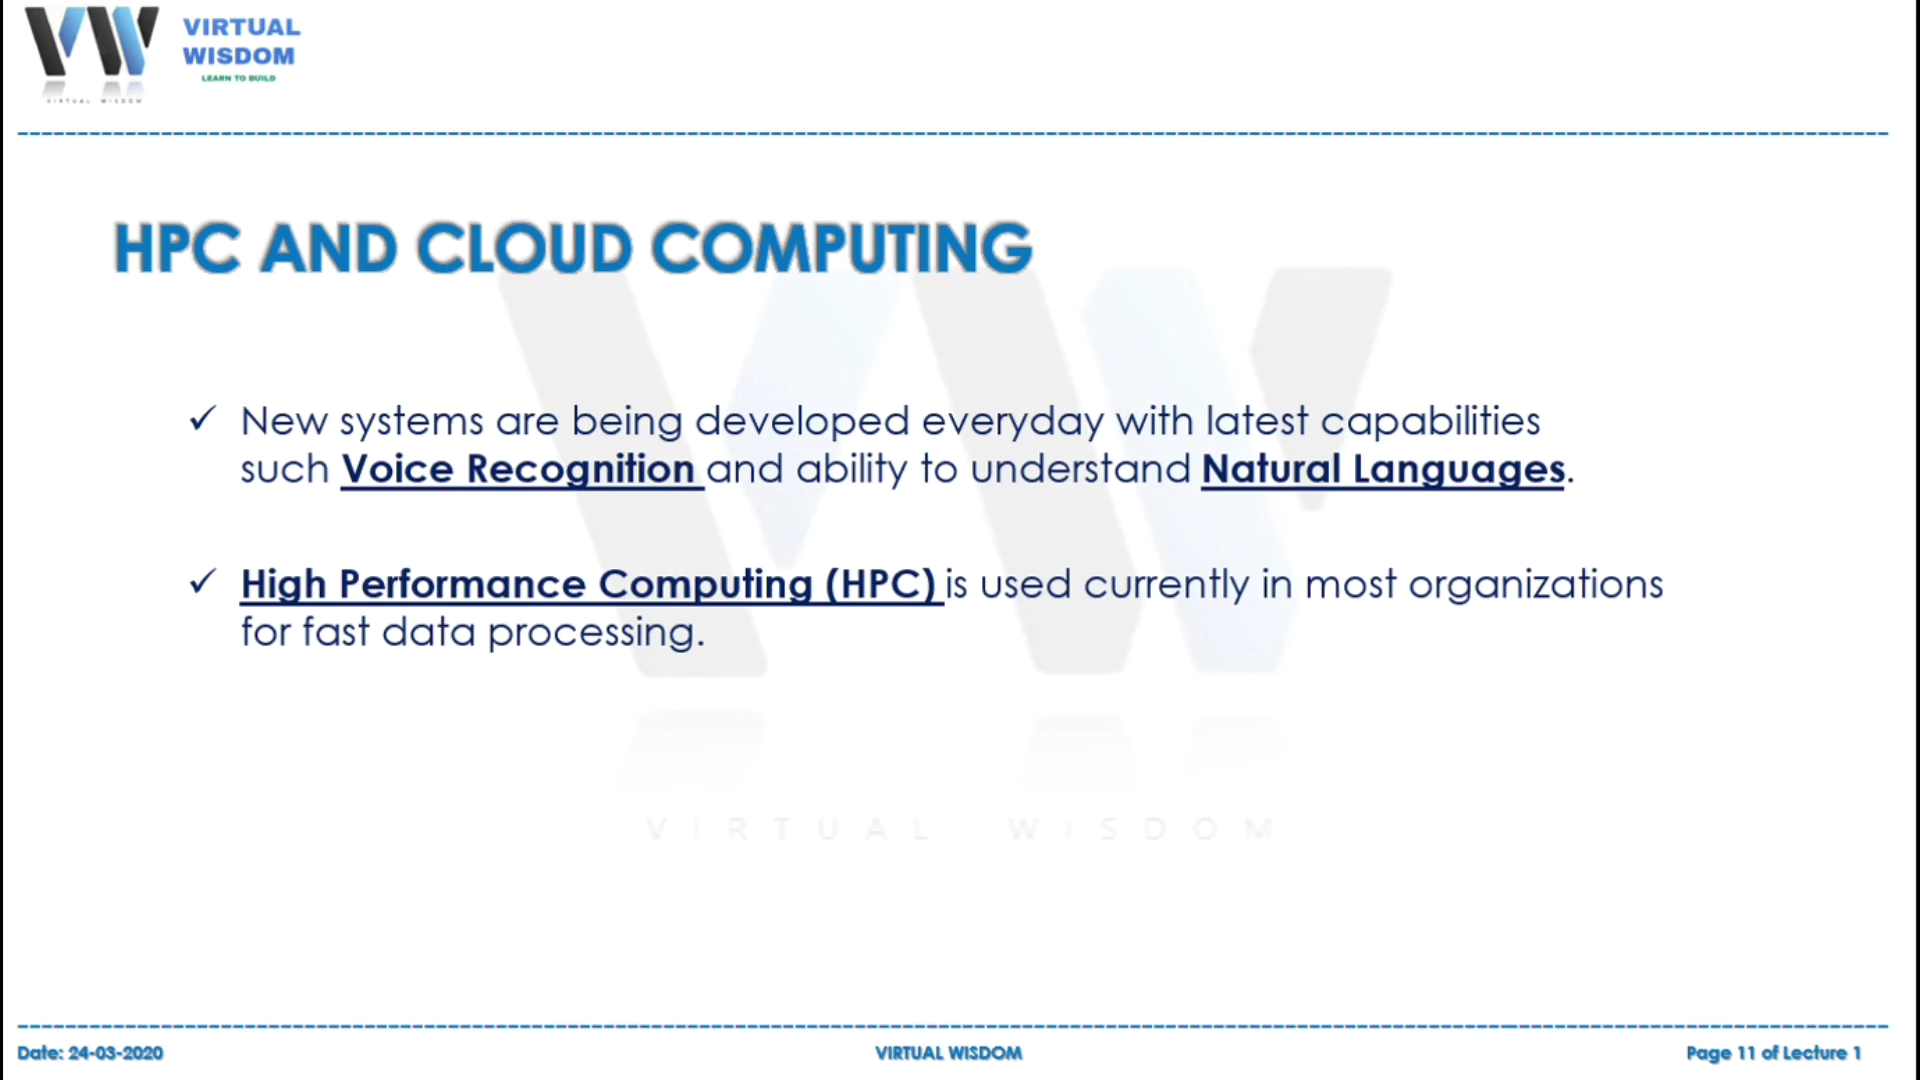 VIRTUAL
WISDOM
LEARN TO BUILD
VIRTUAL WISDOM
HPC AND CLOUD COMPUTING
✓ New systems are being developed everyday with latest capabilities
such Voice Recognition and ability to understand Natural Languages.
✓ High Performance Computing (HPC) is used currently in most organizations
for fast data processing.
VIRTUAL WISDOM
Date: 24-03-2020
VIRTUAL WISDOM
Page 11 of Lecture 1